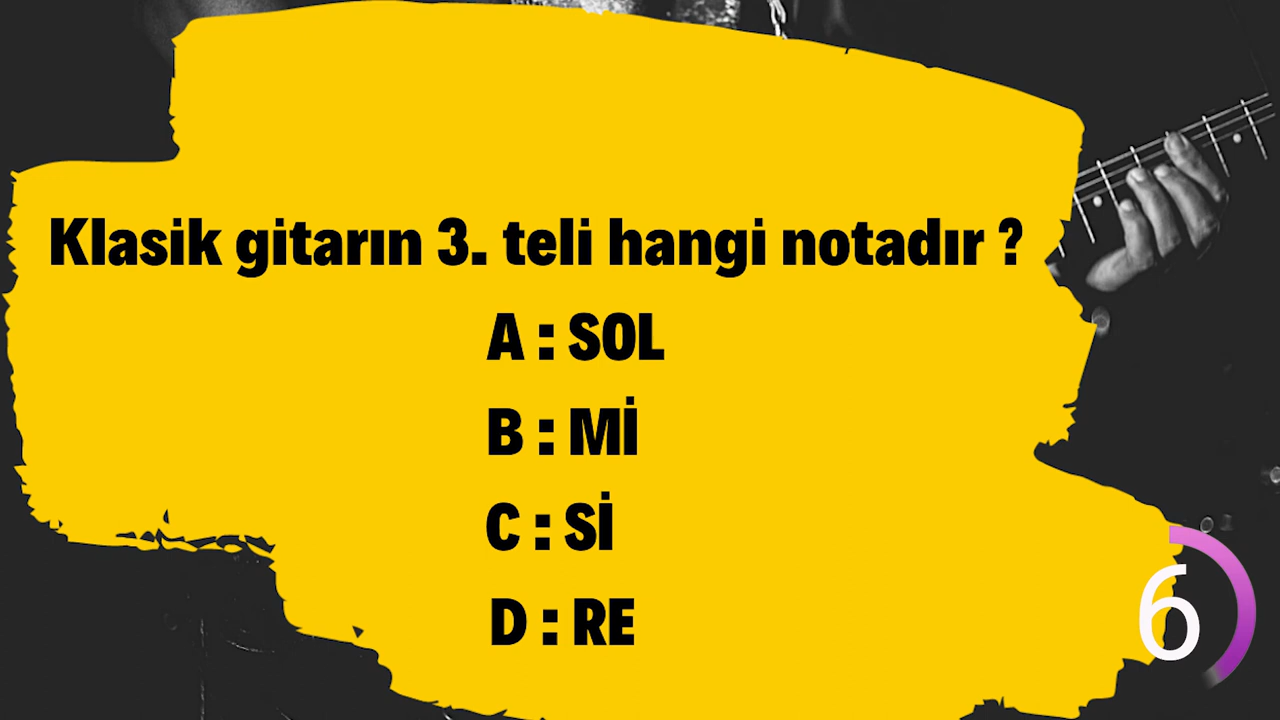 Klasik gitarın 3. teli hangi notadır ?
A : SOL
B : Mİ
C : Sİ
D : RE
6